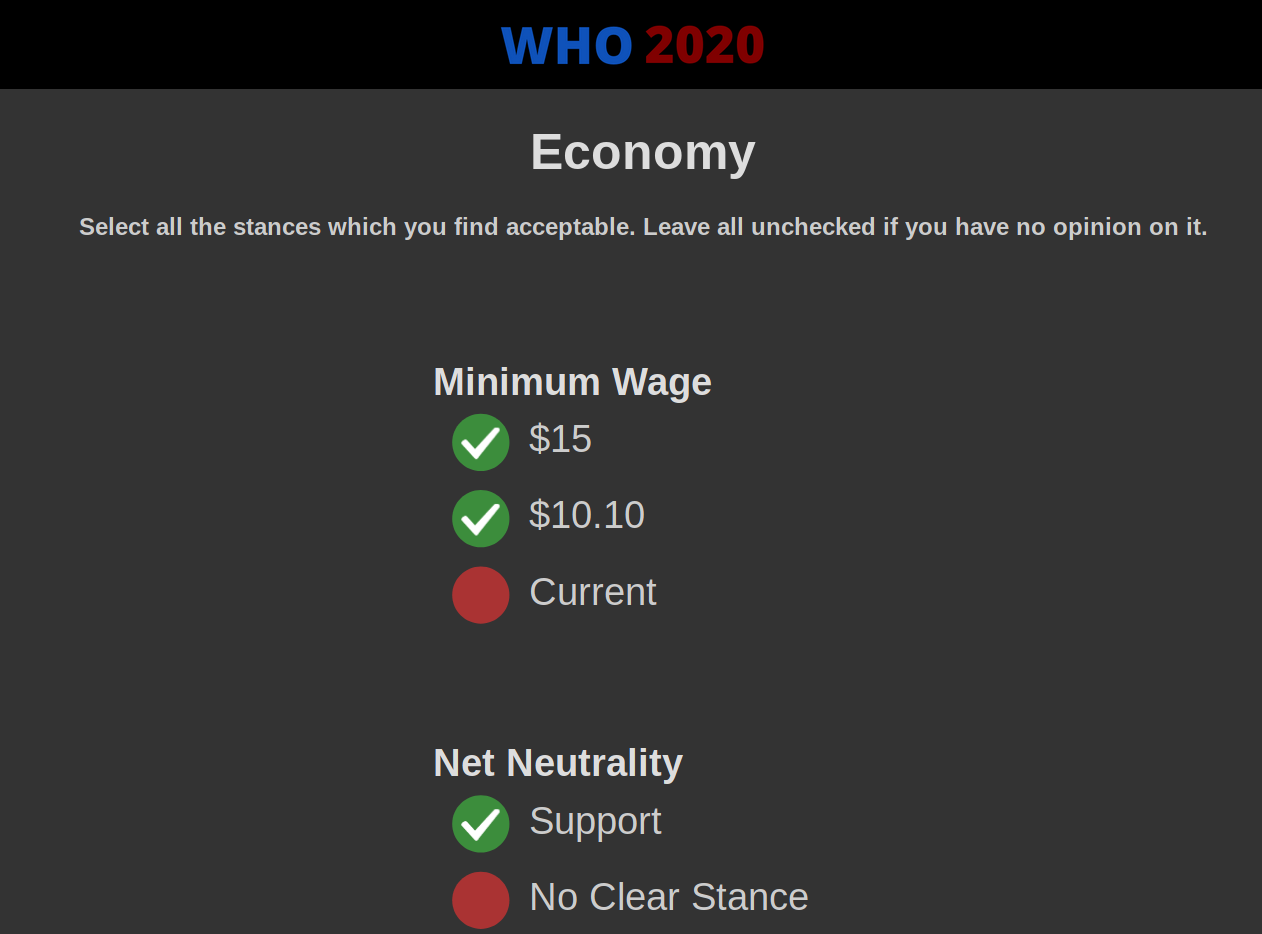 WHO 2020
Economy
Select all the stances which you find acceptable. Leave all unchecked if you have no opinion on it.
Minimum Wage
$15
$10.10
Current
Net Neutrality
Support
No Clear Stance